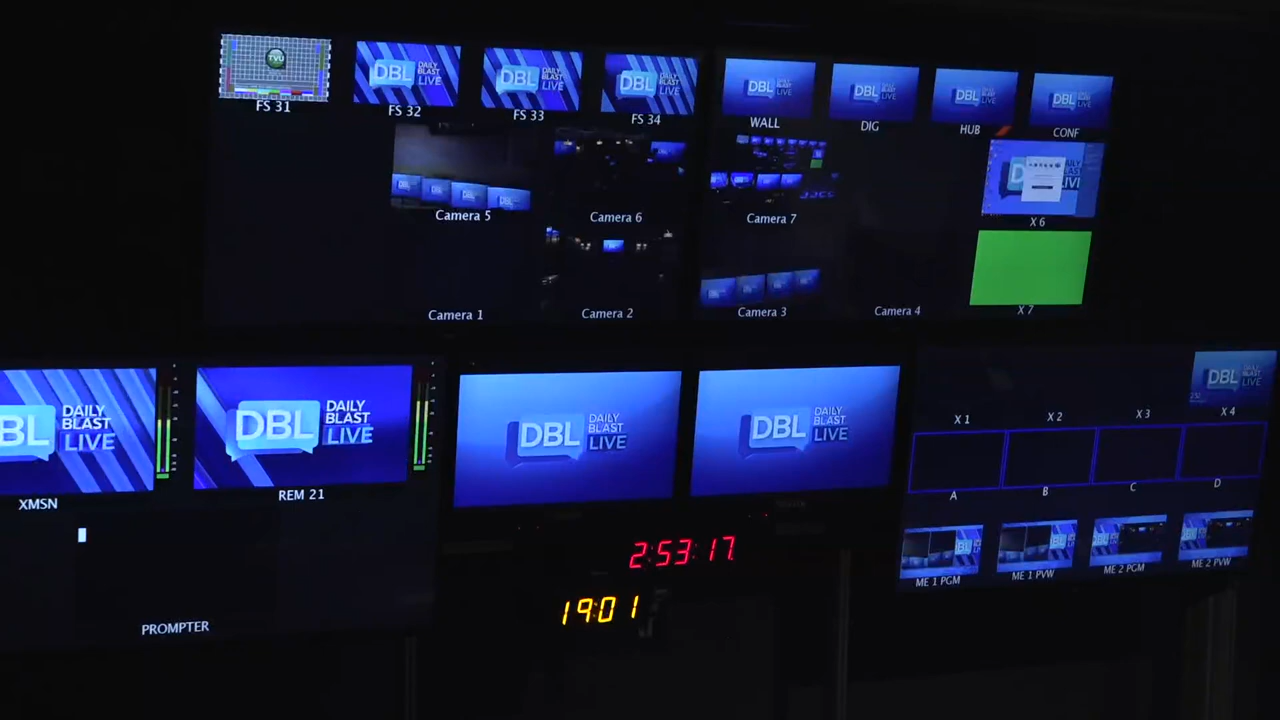 TVU
DBL DAILY BLAST LIVE
DBL DAILY BLAST LIVE
DBL DAILY BLAST LIVE
DBL
DBL
DBL
DBL
FS 31
FS 32
FS 33
FS 34
WALL
DIG
HUB
CONF
Camera 5
Camera 6
Camera 7
X 6
Camera 1
Camera 2
Camera 3
Camera 4
X 7
BL DAILY BLAST LIVE
DBL DAILY BLAST LIVE
DBL DAILY BLAST LIVE
DBL DAILY BLAST LIVE
DBL
X 1
X 2
X 3
X 4
XMSN
REM 21
A
B
C
D
2:53:17
19:01
ME 1 PGM
ME 1 PVW
ME 2 PGM
ME 2 PVW
PROMPTER